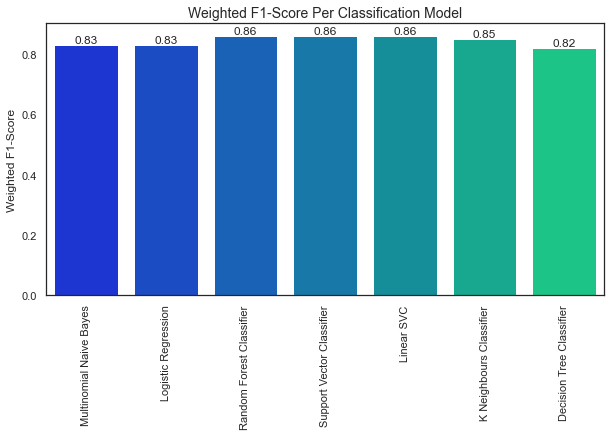 Weighted F1-Score Per Classification Model
Weighted F1-Score
0.8
0.6
0.4
0.2
0.0
0.83
0.83
0.86
0.86
0.86
0.85
0.82
Multinomial Naive Bayes
Logistic Regression
Random Forest Classifier
Support Vector Classifier
Linear SVC
K Neighbours Classifier
Decision Tree Classifier